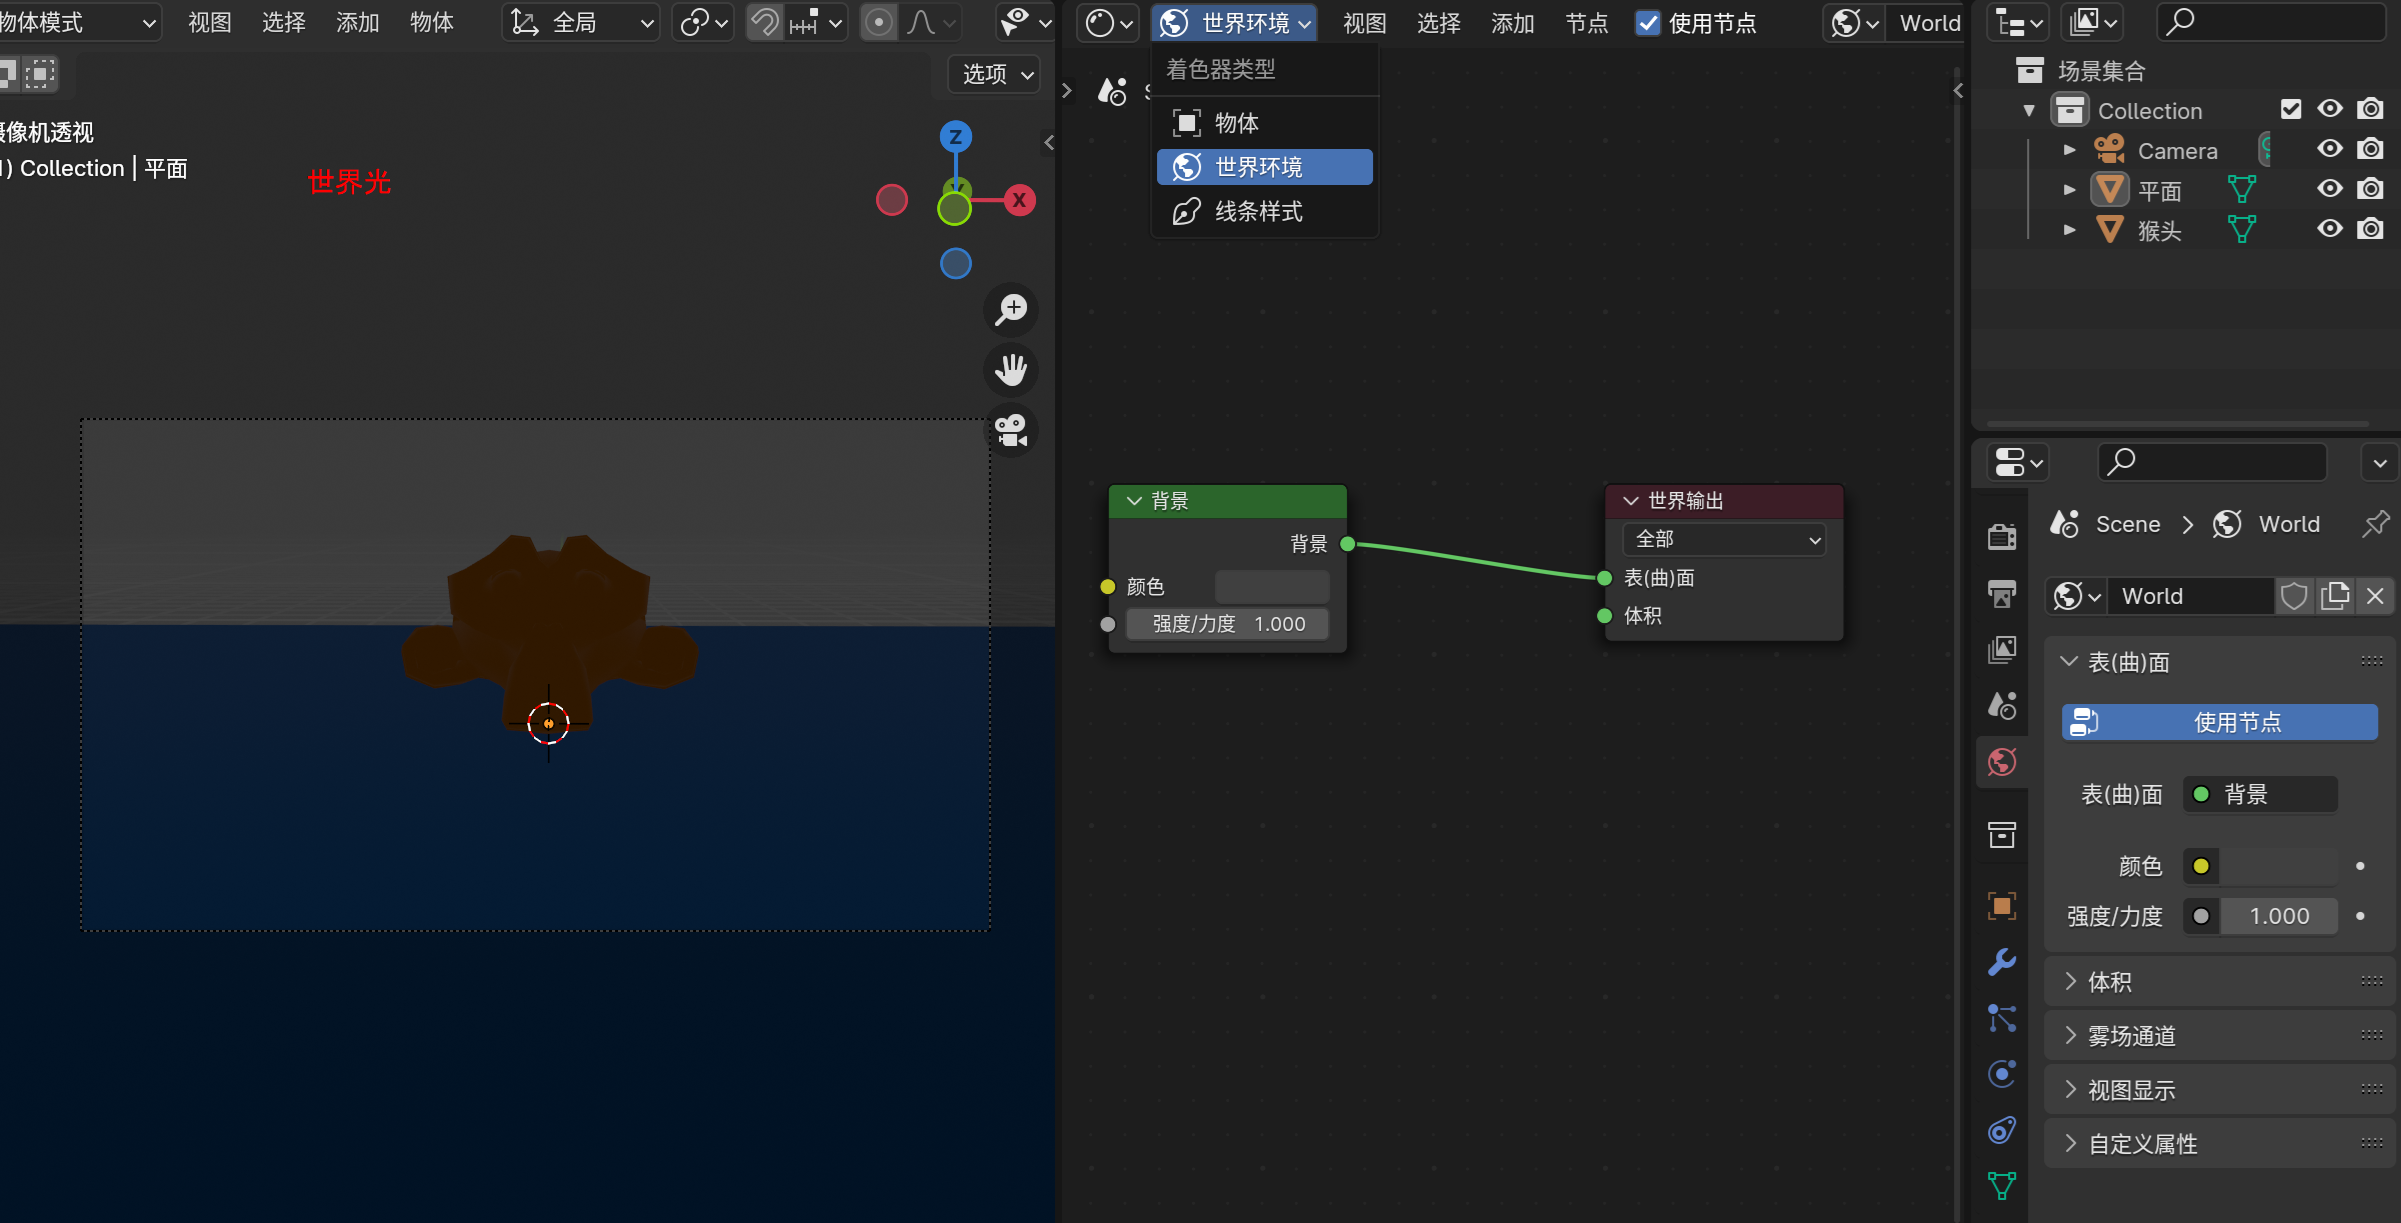 物体模式 视图 选择 添加 物体 全局
选项
摄像机透视
1) Collection | 平面
世界光
Z
Y
X
世界环境 视图 选择 添加 节点 使用节点 World
着色器类型
物体
世界环境
线条样式
背景
背景
颜色
强度/力度 1.000
世界输出
全部
表(曲)面
体积
场景集合
Collection
Camera
平面
猴头
Scene World
World
表(曲)面
使用节点
表(曲)面 背景
颜色
强度/力度 1.000
体积
雾场通道
视图显示
自定义属性